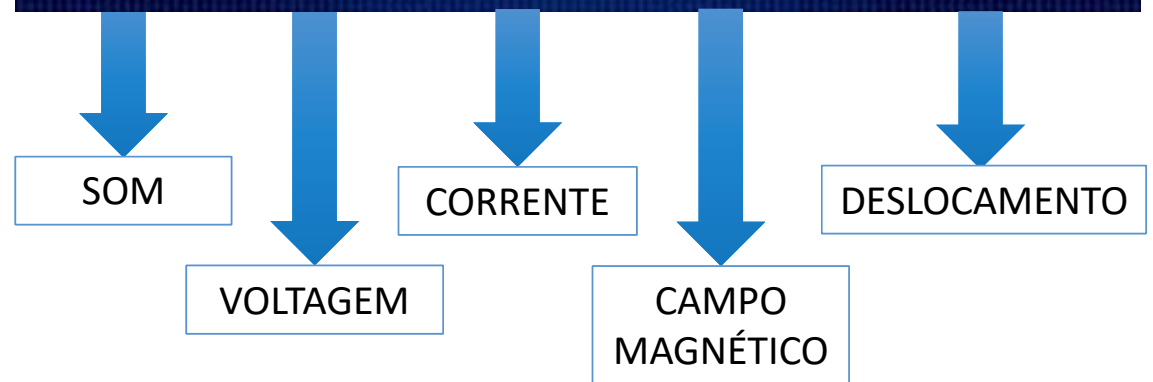 SOM
VOLTAGEM
CORRENTE
CAMPO
MAGNÉTICO
DESLOCAMENTO